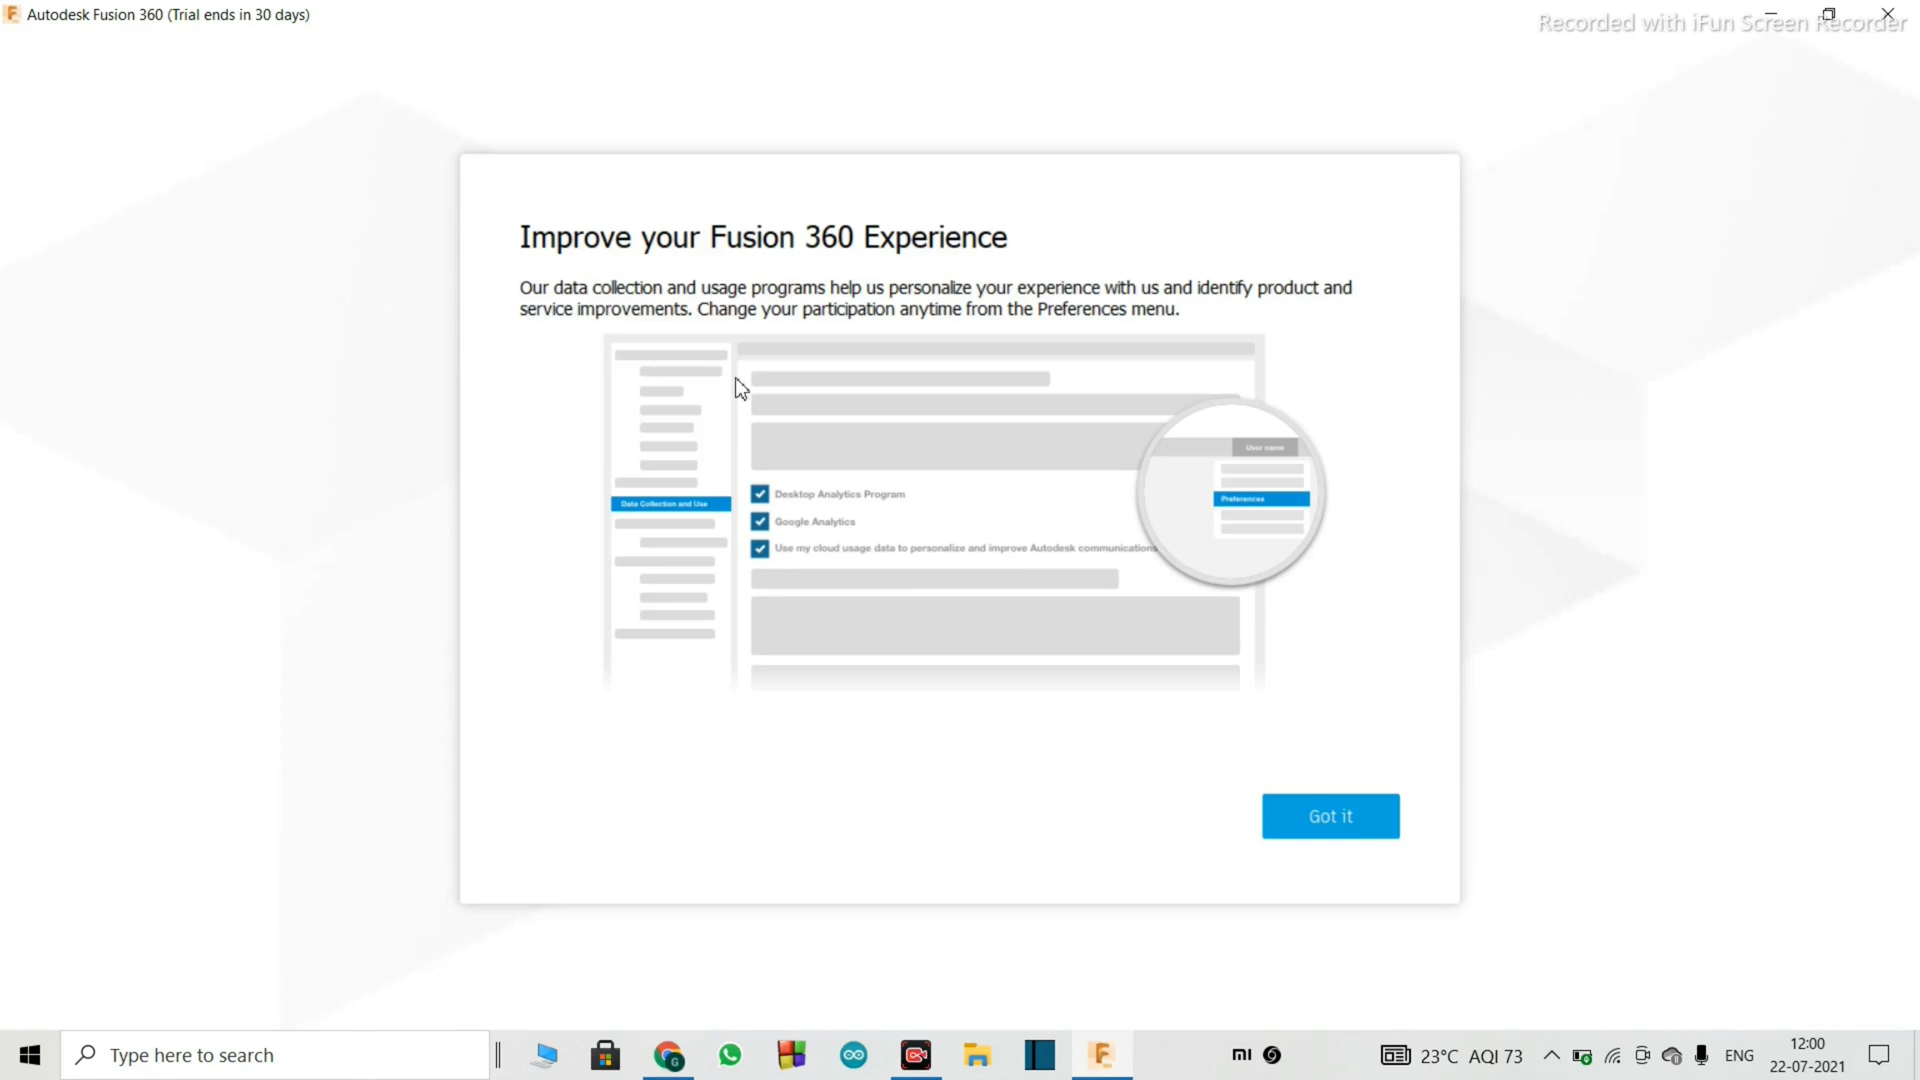 Autodesk Fusion 360 (Trial ends in 30 days)
Recorded with iFun Screen Recorder
Improve your Fusion 360 Experience
Our data collection and usage programs help us personalize your experience with us and identify product and
service improvements. Change your participation anytime from the Preferences menu.
User name
Preferences
Data Collection and Use
Desktop Analytics Program
Google Analytics
Use my cloud usage data to personalize and improve Autodesk communications
Got it
Type here to search
G
F
mi
23°C AQI 73
ENG
12:00
22-07-2021